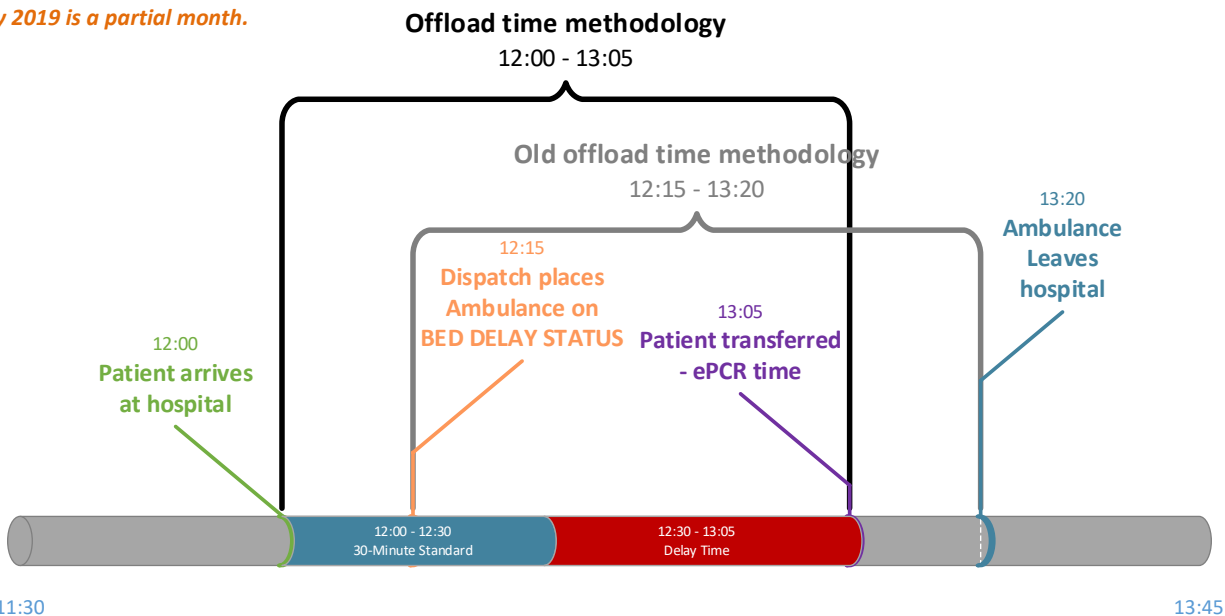 2019 is a partial month.
Offload time methodology
12:00 - 13:05
Old offload time methodology
12:15 - 13:20
13:20
Ambulance
Leaves
hospital
12:15
Dispatch places
Ambulance on
BED DELAY STATUS
13:05
Patient transferred
- ePCR time
12:00
Patient arrives
at hospital
12:00 - 12:30
30-Minute Standard
12:30 - 13:05
Delay Time
11:30
13:45